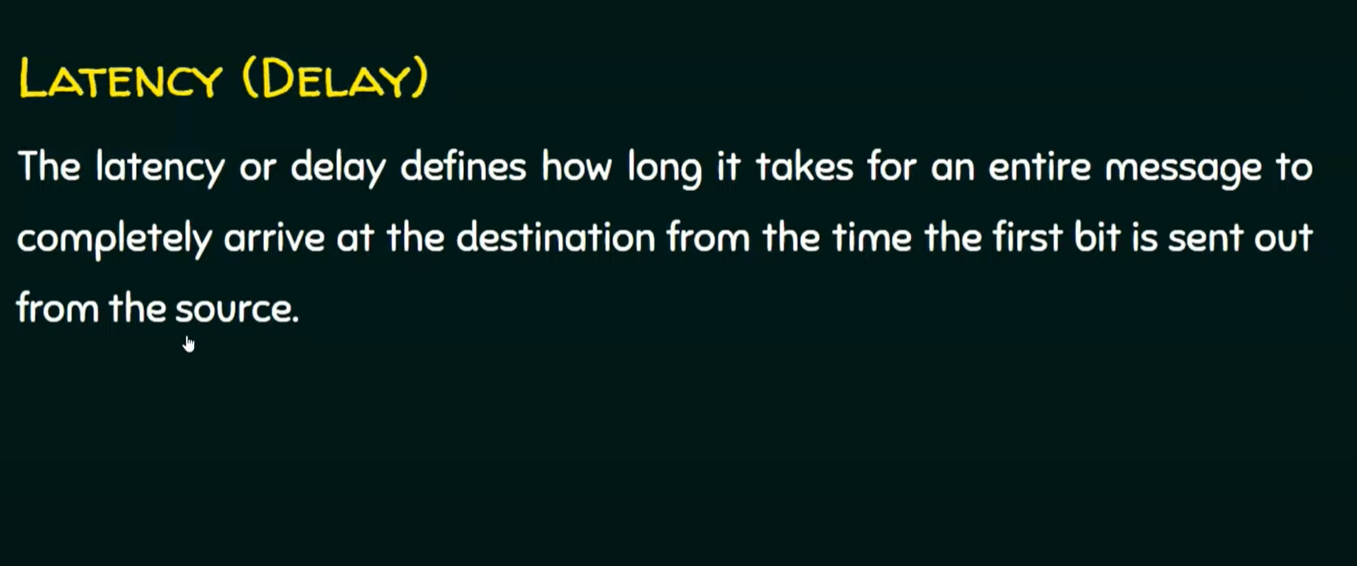 Latency (Delay)
The latency or delay defines how long it takes for an entire message to
completely arrive at the destination from the time the first bit is sent out
from the source.